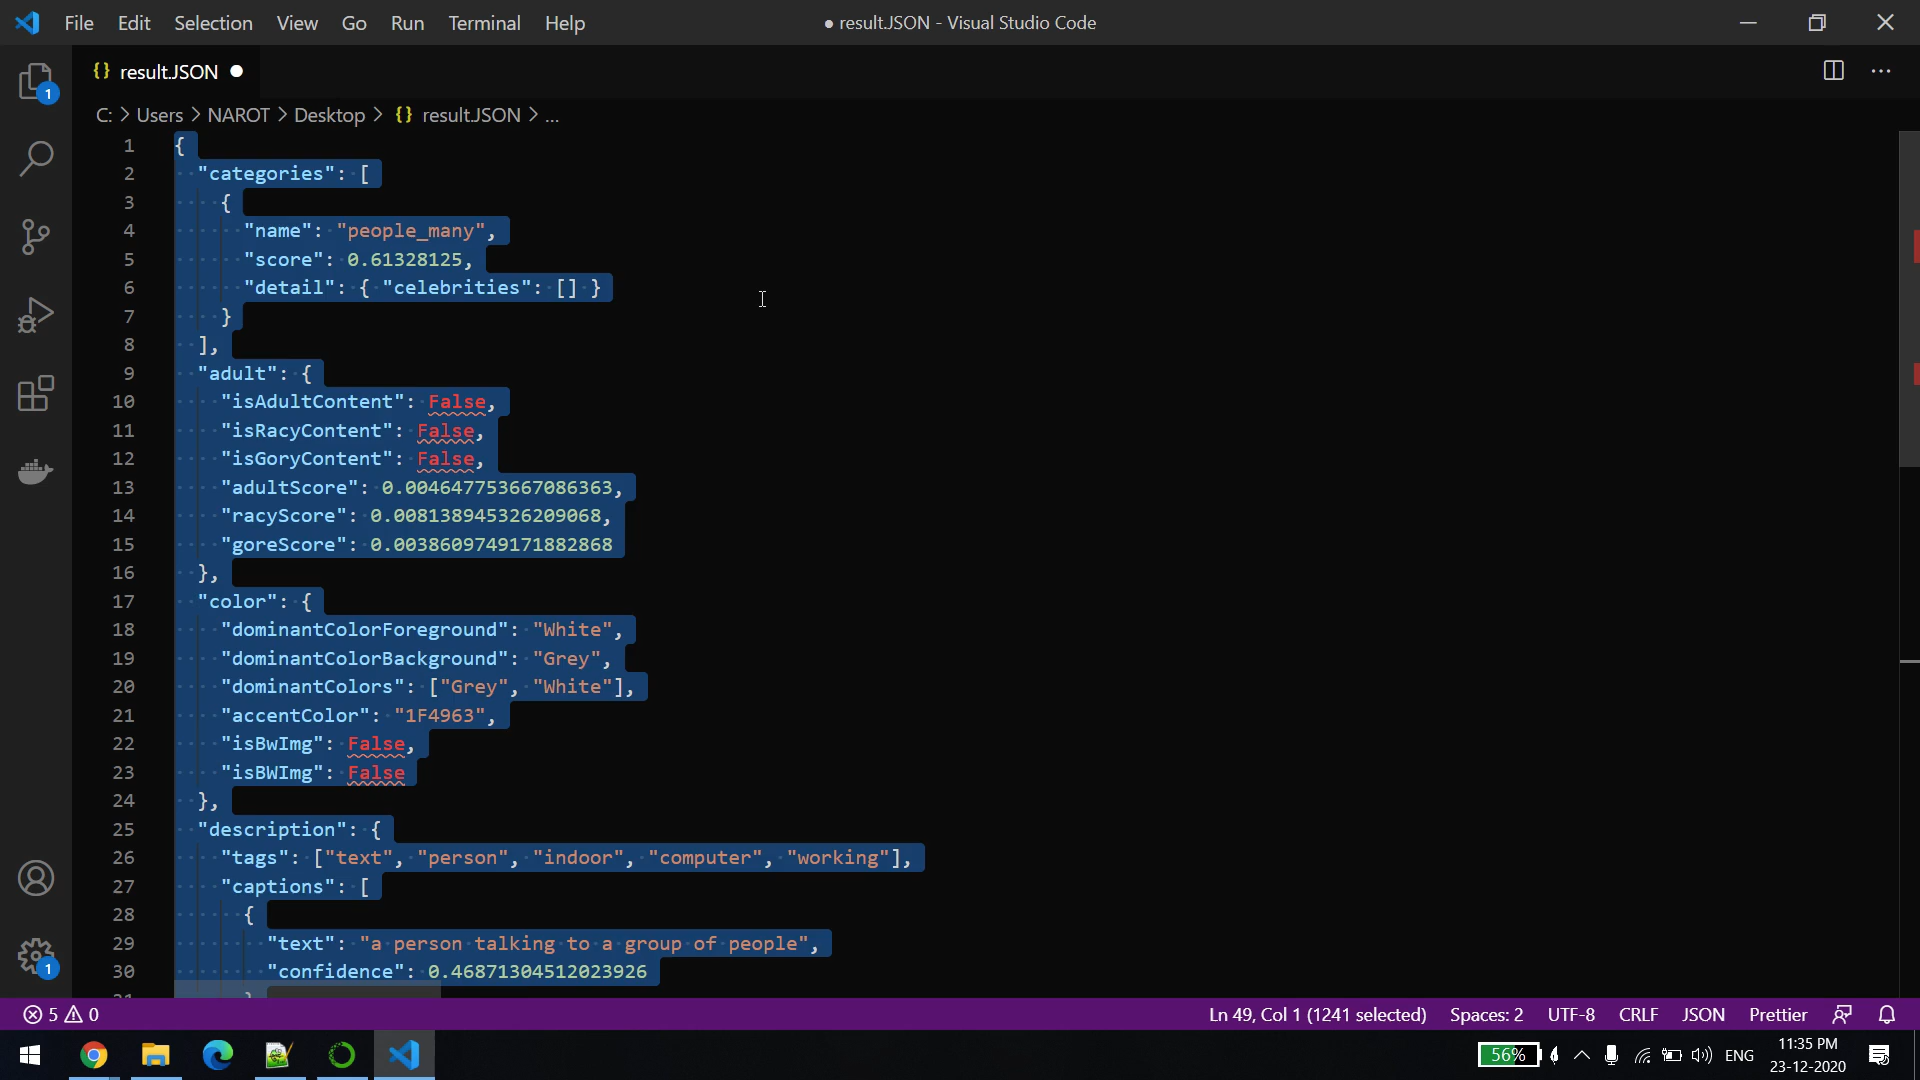 File Edit Selection View Go Run Terminal Help
● result.JSON - Visual Studio Code
{} result.JSON ●
C: > Users > NAROT > Desktop > {} result.JSON > ...
1 {
2 "categories": [
3 {
4 "name": "people_many",
5 "score": 0.61328125,
6 "detail": { "celebrities": [] }
7 }
8 ],
9 "adult": {
10 "isAdultContent": False,
11 "isRacyContent": False,
12 "isGoryContent": False,
13 "adultScore": 0.004647753667086363,
14 "racyScore": 0.008138945326209068,
15 "goreScore": 0.0038609749171882868
16 },
17 "color": {
18 "dominantColorForeground": "White",
19 "dominantColorBackground": "Grey",
20 "dominantColors": ["Grey", "White"],
21 "accentColor": "1F4963",
22 "isBwImg": False,
23 "isBWImg": False
24 },
25 "description": {
26 "tags": ["text", "person", "indoor", "computer", "working"],
27 "captions": [
28 {
29 "text": "a person talking to a group of people",
30 "confidence": 0.46871304512023926
1
1
5 0
Ln 49, Col 1 (1241 selected) Spaces: 2 UTF-8 CRLF JSON Prettier
56% ENG
11:35 PM
23-12-2020